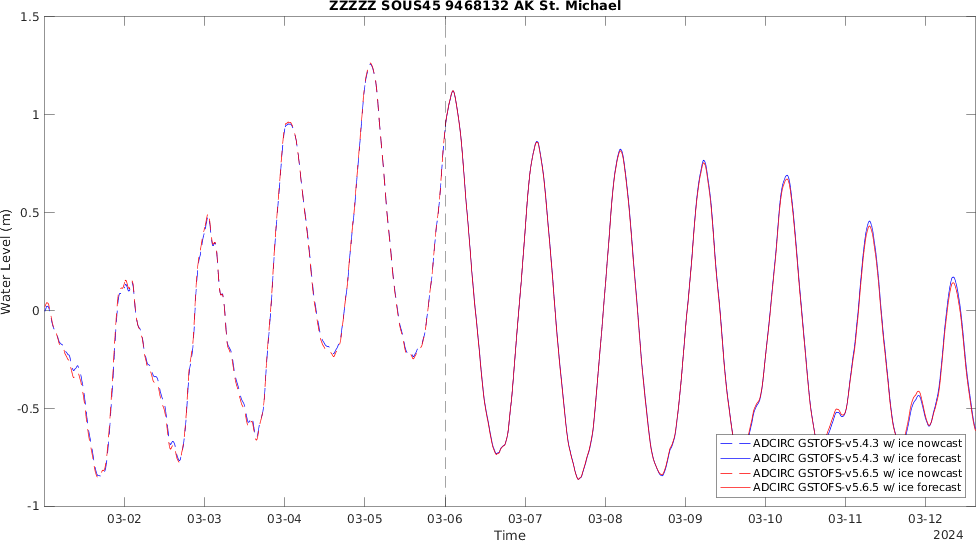 ZZZZZ SOUS45 9468132 AK St. Michael
1.5
1
0.5
0
-0.5
-1
Water Level (m)
03-02 03-03 03-04 03-05 03-06 03-07 03-08 03-09 03-10 03-11 03-12
Time
2024
ADCIRC GSTOFS-v5.4.3 w/ ice nowcast
ADCIRC GSTOFS-v5.4.3 w/ ice forecast
ADCIRC GSTOFS-v5.6.5 w/ ice nowcast
ADCIRC GSTOFS-v5.6.5 w/ ice forecast